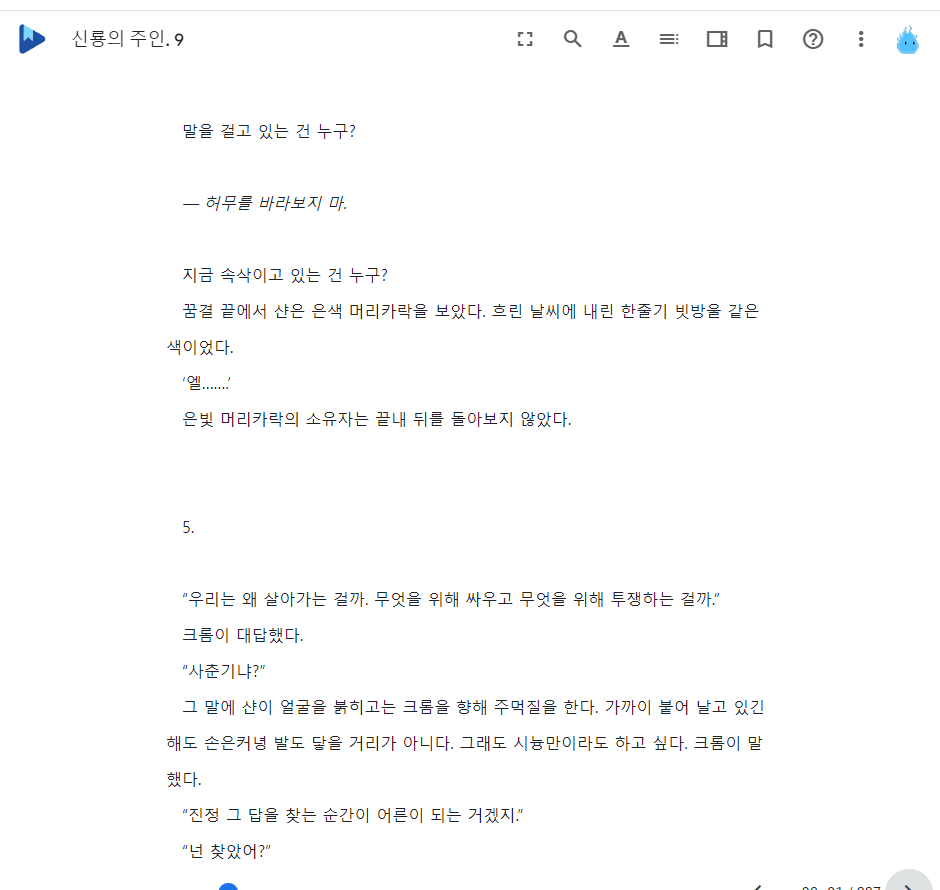 신룡의 주인. 9
말을 걸고 있는 건 누구?
― 허무를 바라보지 마.
지금 속삭이고 있는 건 누구?
꿈결 끝에서 샨은 은색 머리카락을 보았다. 흐린 날씨에 내린 한줄기 빗방울 같은
색이었다.
‘엘…….’
은빛 머리카락의 소유자는 끝내 뒤를 돌아보지 않았다.
5.
“우리는 왜 살아가는 걸까. 무엇을 위해 싸우고 무엇을 위해 투쟁하는 걸까.”
크롬이 대답했다.
“사춘기냐?”
그 말에 샨이 얼굴을 붉히고는 크롬을 향해 주먹질을 한다. 가까이 붙어 날고 있긴
해도 손은커녕 발도 닿을 거리가 아니다. 그래도 시늉만이라도 하고 싶다. 크롬이 말
했다.
“진정 그 답을 찾는 순간이 어른이 되는 거겠지.”
“넌 찾았어?”